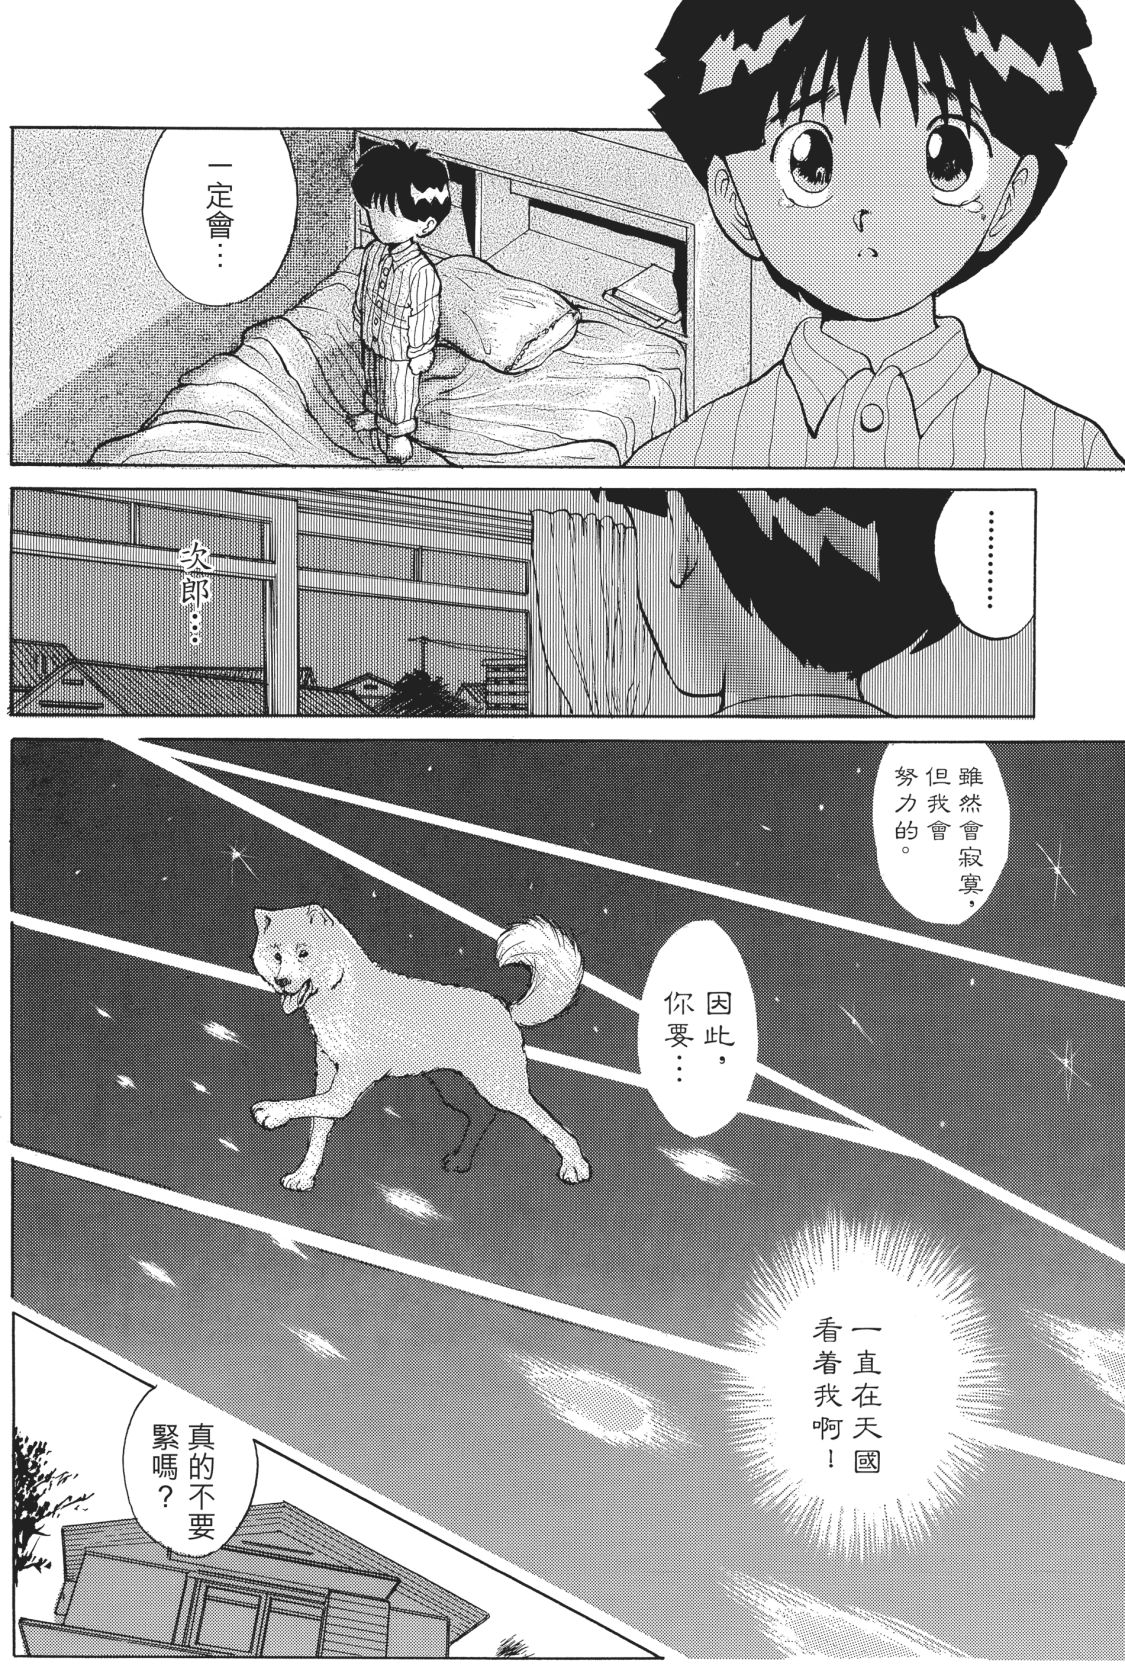 一定會…
…………
次郎…
雖然會寂寞，
但我會
努力的。
因此，
你要…
一直在天國
看着我啊！
真的不要
緊嗎？